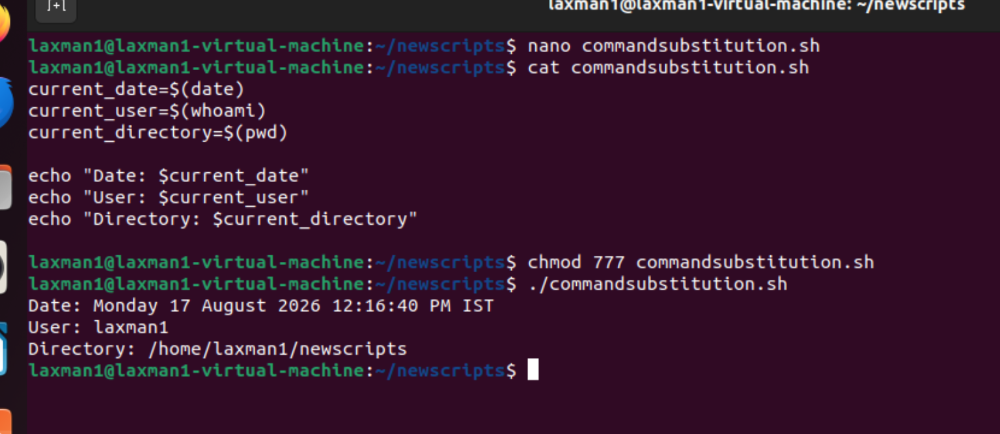 laxman1@laxman1-virtual-machine: ~/newscripts
laxman1@laxman1-virtual-machine:~/newscripts$ nano commandsubstitution.sh
laxman1@laxman1-virtual-machine:~/newscripts$ cat commandsubstitution.sh
current_date=$(date)
current_user=$(whoami)
current_directory=$(pwd)

echo "Date: $current_date"
echo "User: $current_user"
echo "Directory: $current_directory"

laxman1@laxman1-virtual-machine:~/newscripts$ chmod 777 commandsubstitution.sh
laxman1@laxman1-virtual-machine:~/newscripts$ ./commandsubstitution.sh
Date: Monday 17 August 2026 12:16:40 PM IST
User: laxman1
Directory: /home/laxman1/newscripts
laxman1@laxman1-virtual-machine:~/newscripts$